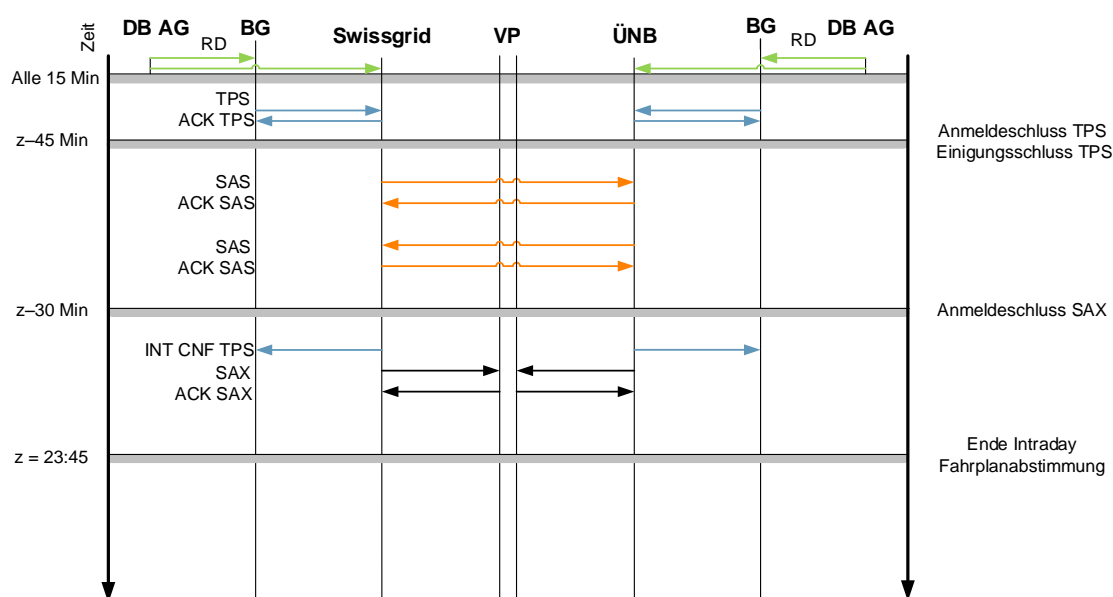 Zeit
DB AG BG Swissgrid VP ÜNB BG DB AG
RD RD
Alle 15 Min
TPS
ACK TPS
z–45 Min
Anmeldeschluss TPS
Einigungsschluss TPS
SAS
ACK SAS
SAS
ACK SAS
z–30 Min
Anmeldeschluss SAX
INT CNF TPS
SAX
ACK SAX
z = 23:45
Ende Intraday
Fahrplanabstimmung